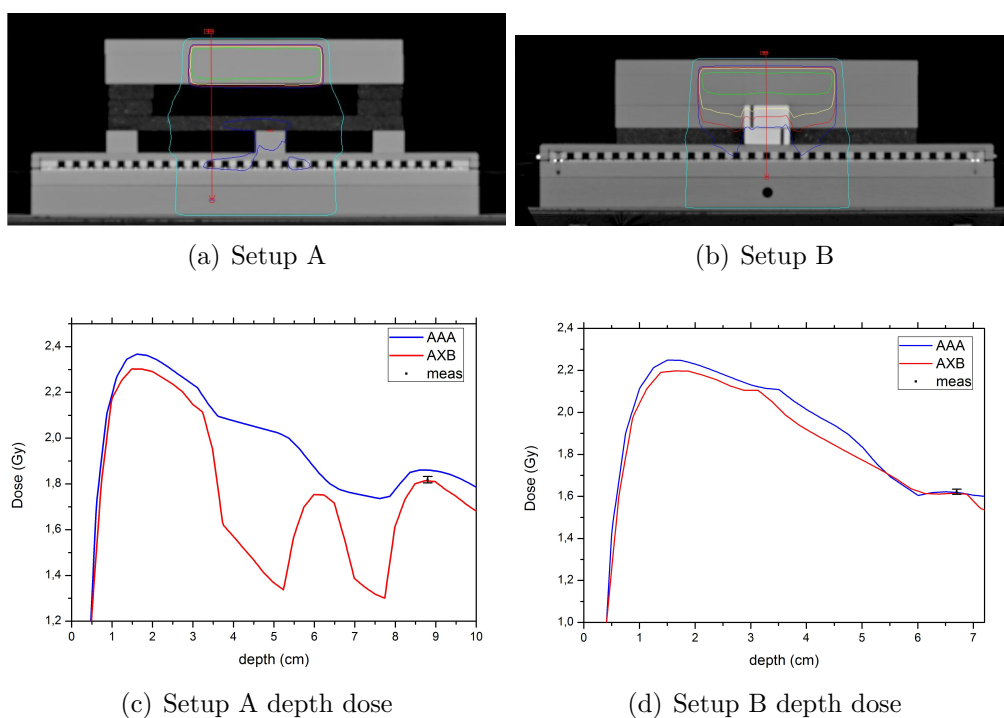 (a) Setup A
(b) Setup B
AAA
AXB
meas
2,4
2,2
2,0
1,8
1,6
1,4
1,2
Dose (Gy)
0 1 2 3 4 5 6 7 8 9 10
depth (cm)
AAA
AXB
meas
2,4
2,2
2,0
1,8
1,6
1,4
1,2
1,0
Dose (Gy)
0 1 2 3 4 5 6 7
depth (cm)
(c) Setup A depth dose
(d) Setup B depth dose